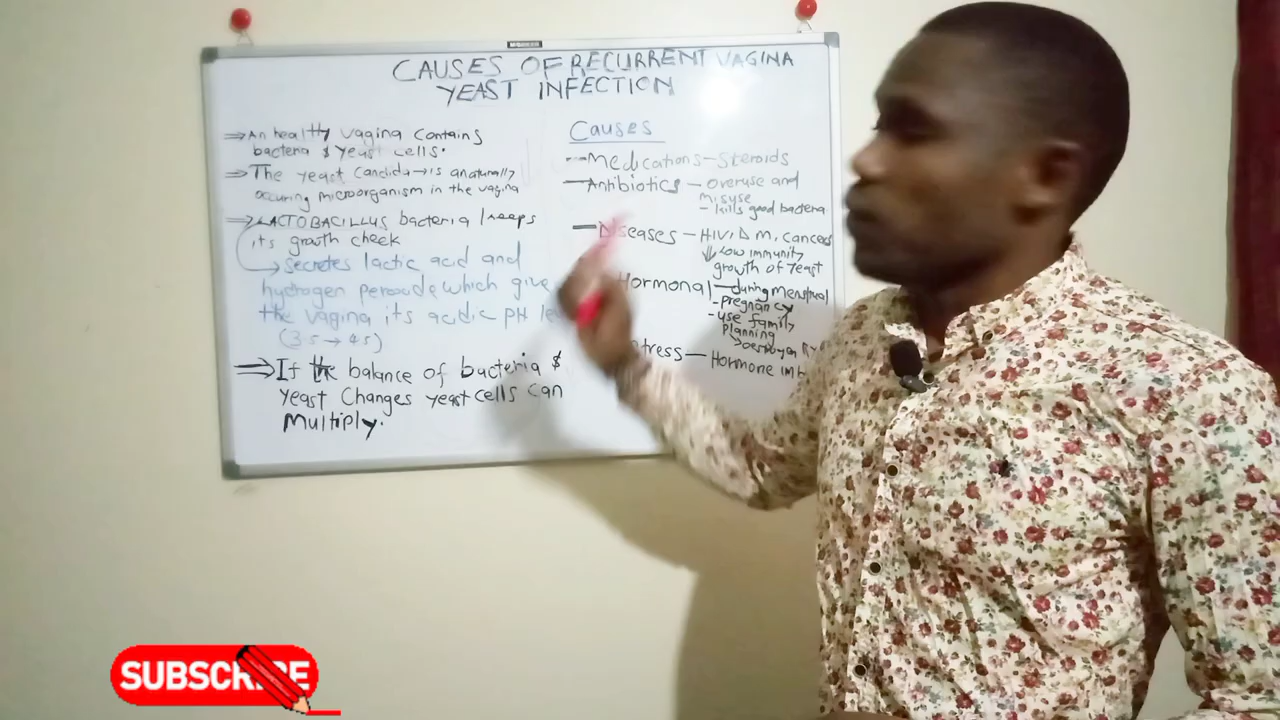 CAUSES OF RECURRENT VAGINA
YEAST INFECTION
⇒ An healthy vagina contains
bacteria & yeast cells.
⇒ The yeast candida → is a naturally
occuring microorganism in the vagina
⇒ LACTOBACILLUS bacteria keeps
its growth check
→ secretes lactic acid and
hydrogen peroxide which give
the vagina its acidic pH
(3.5 → 4.5)
⇒ If the balance of bacteria &
yeast Changes yeast cells can
Multiply.
Causes
- Medications - Steroids
- Antibiotics - overuse and
misuse
- kills good bacteria
- Diseases - HIV, DM, cancers
⇓ Low immunity
growth of yeast
Hormonal - during menstrual
- pregnancy
- use family
planning
stress - Hormone
SUBSCRIBE